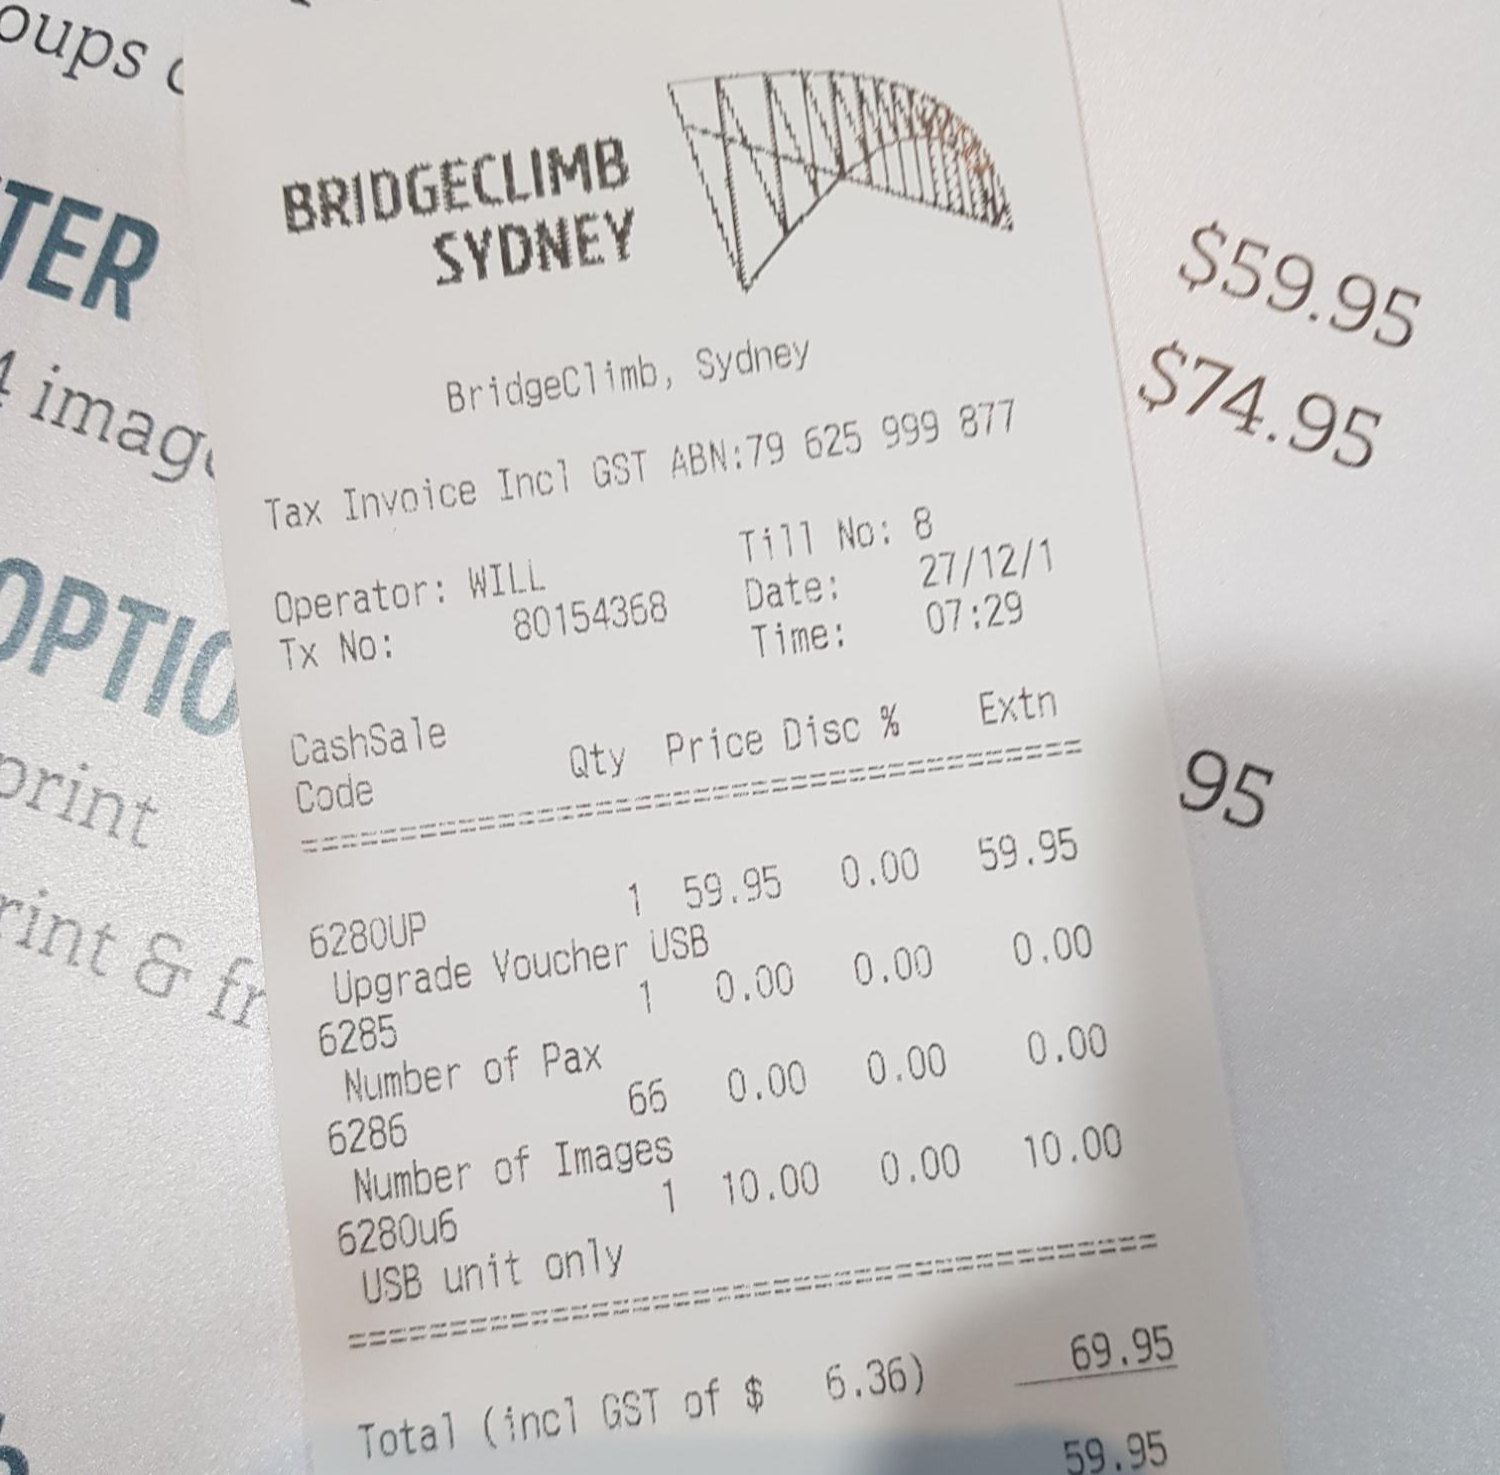 oups
BRIDGECLIMB
SYDNEY
BridgeClimb, Sydney
Tax Invoice Incl GST ABN:79 625 999 877
Till No: 8
Operator: WILL Date: 27/12/1
Tx No: 80154368 Time: 07:29
CashSale
Code Qty Price Disc % Extn
6280UP 1 59.95 0.00 59.95
Upgrade Voucher USB
6285 1 0.00 0.00 0.00
Number of Pax
6286 66 0.00 0.00 0.00
Number of Images
6280u6 1 10.00 0.00 10.00
USB unit only
Total (incl GST of $ 6.36) 69.95
59.95
TER
4 imag
OPTIO
print
rint & fr
$59.95
$74.95
95